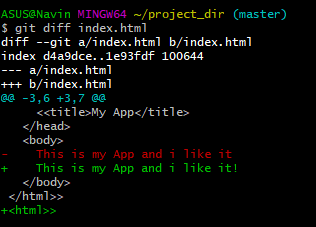 ASUS@Navin MINGW64 ~/project_dir (master)
$ git diff index.html
diff --git a/index.html b/index.html
index d4a9dce..1e93fdf 100644
--- a/index.html
+++ b/index.html
@@ -3,6 +3,7 @@
     <<title>My App</title>
   </head>
   <body>
-    This is my App and i like it
+    This is my App and i like it!
   </body>
 </html>>
+<html>>